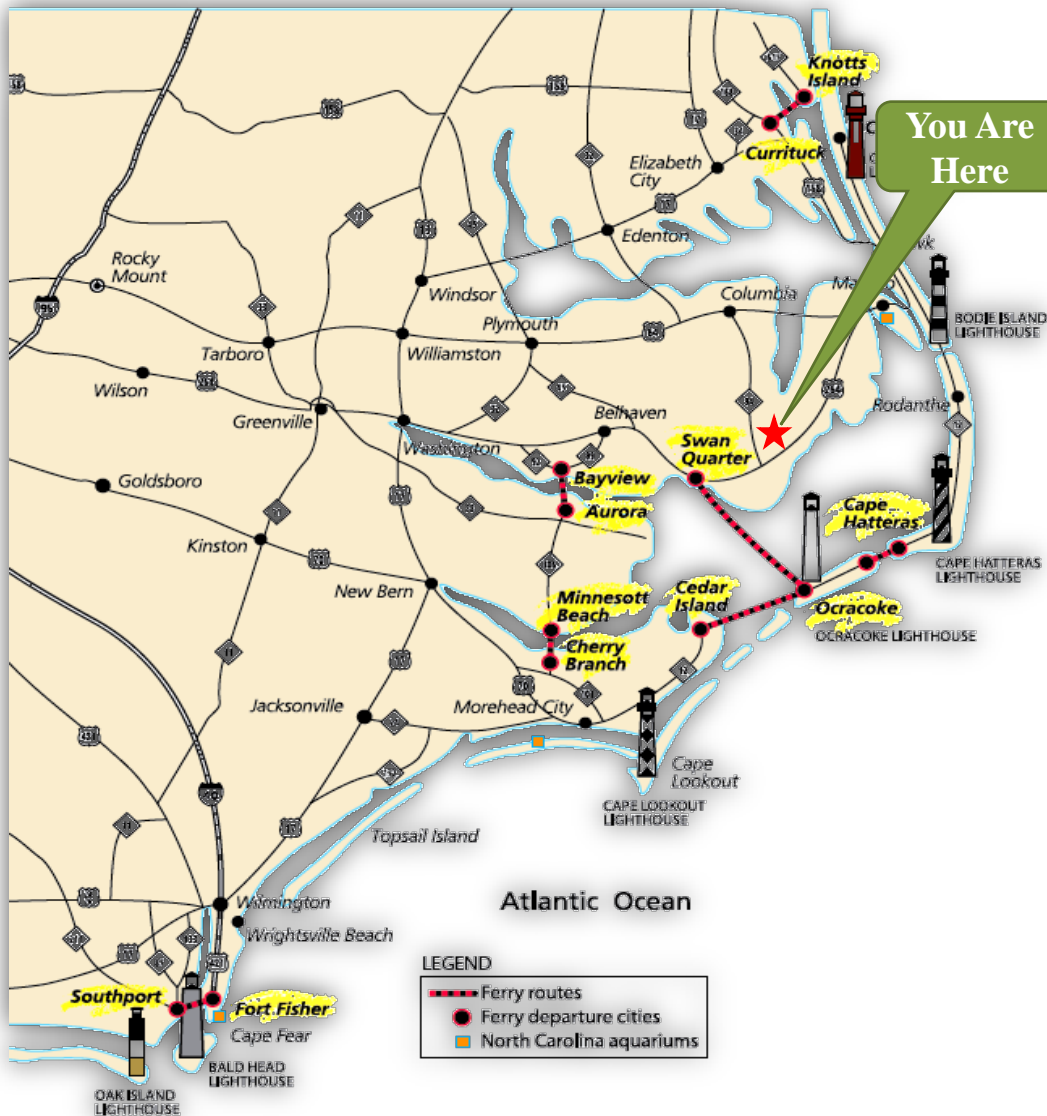 Knotts
Island
You Are
Here
Currituck
Elizabeth
City
Edenton
Rocky
Mount
Windsor
Columbia
Plymouth
BODIE ISLAND
LIGHTHOUSE
Tarboro
Williamston
Wilson
Rodanthe
Greenville
Belhaven
Washington
Swan
Quarter
Goldsboro
Bayview
Cape
Hatteras
Aurora
Kinston
CAPE HATTERAS
LIGHTHOUSE
New Bern
Minnesott
Beach
Cedar
Island
Ocracoke
OCRACOKE LIGHTHOUSE
Cherry
Branch
Jacksonville
Morehead City
Cape
Lookout
CAPE LOOKOUT
LIGHTHOUSE
Topsail Island
Atlantic Ocean
Wilmington
Wrightsville Beach
LEGEND
Ferry routes
Ferry departure cities
North Carolina aquariums
Southport
Fort Fisher
Cape Fear
BALD HEAD
LIGHTHOUSE
OAK ISLAND
LIGHTHOUSE